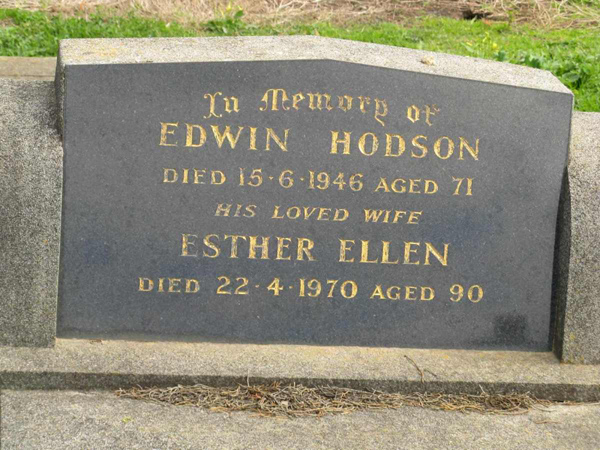 In Memory of
EDWIN HODSON
DIED 15·6·1946 AGED 71
HIS LOVED WIFE
ESTHER ELLEN
DIED 22·4·1970 AGED 90